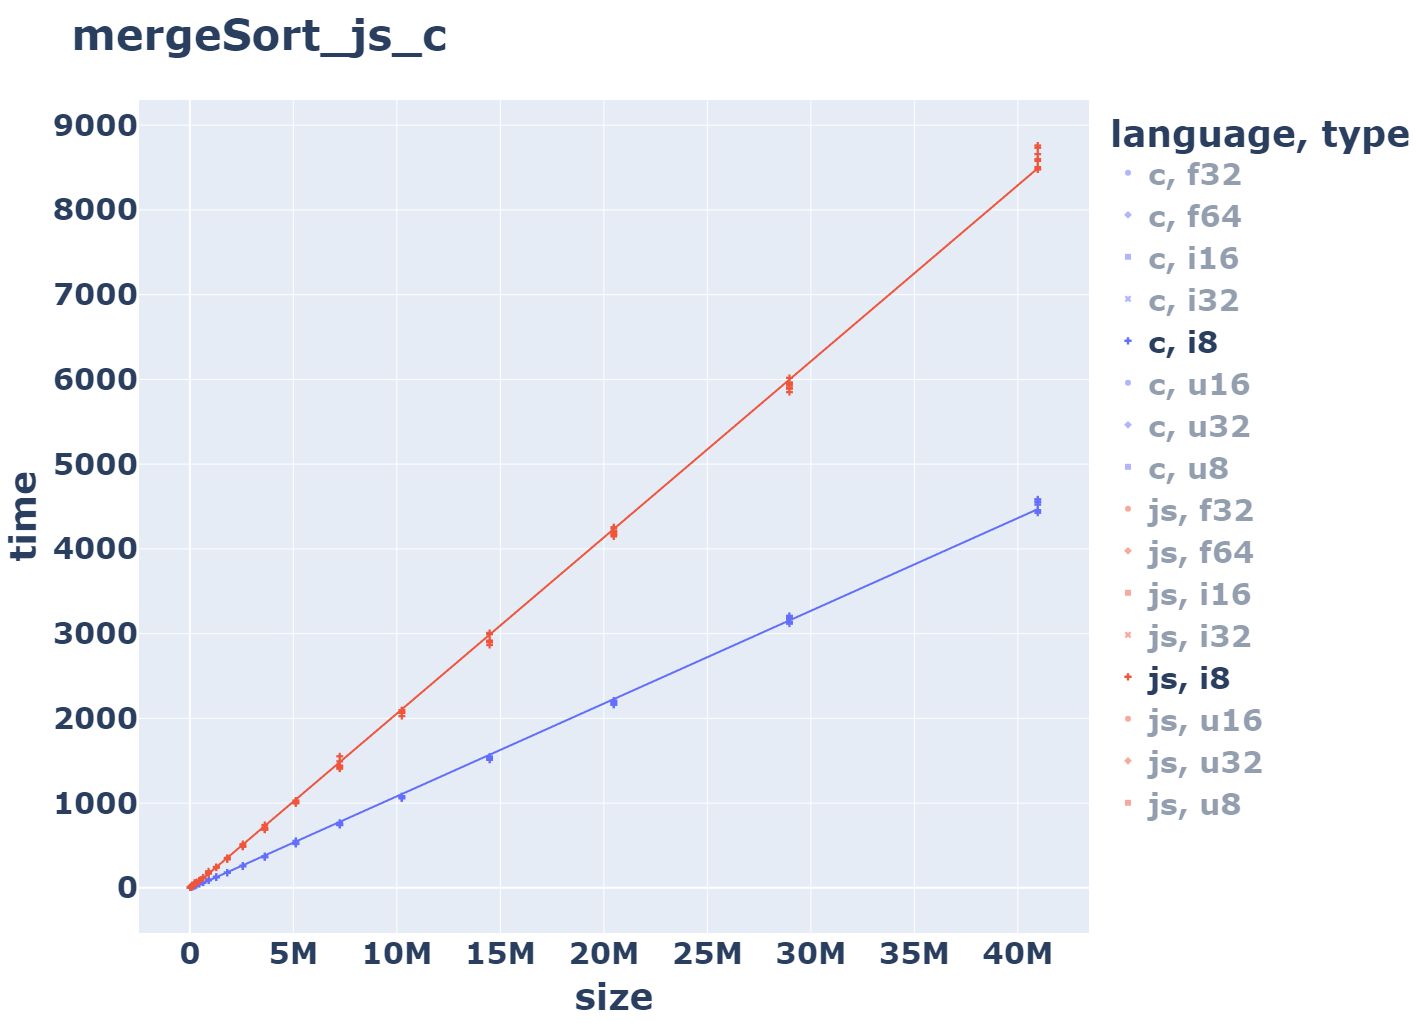 mergeSort_js_c
9000
8000
7000
6000
5000
4000
3000
2000
1000
0
time
0 5M 10M 15M 20M 25M 30M 35M 40M
size
language, type
c, f32
c, f64
c, i16
c, i32
c, i8
c, u16
c, u32
c, u8
js, f32
js, f64
js, i16
js, i32
js, i8
js, u16
js, u32
js, u8